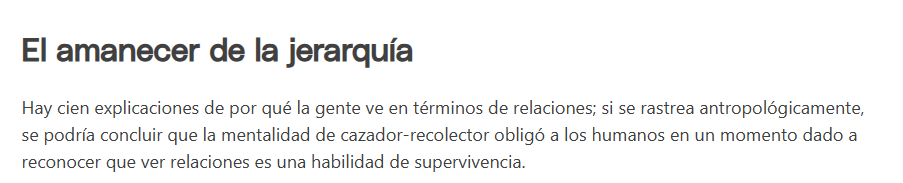 El amanecer de la jerarquía
Hay cien explicaciones de por qué la gente ve en términos de relaciones; si se rastrea antropológicamente,
se podría concluir que la mentalidad de cazador-recolector obligó a los humanos en un momento dado a
reconocer que ver relaciones es una habilidad de supervivencia.